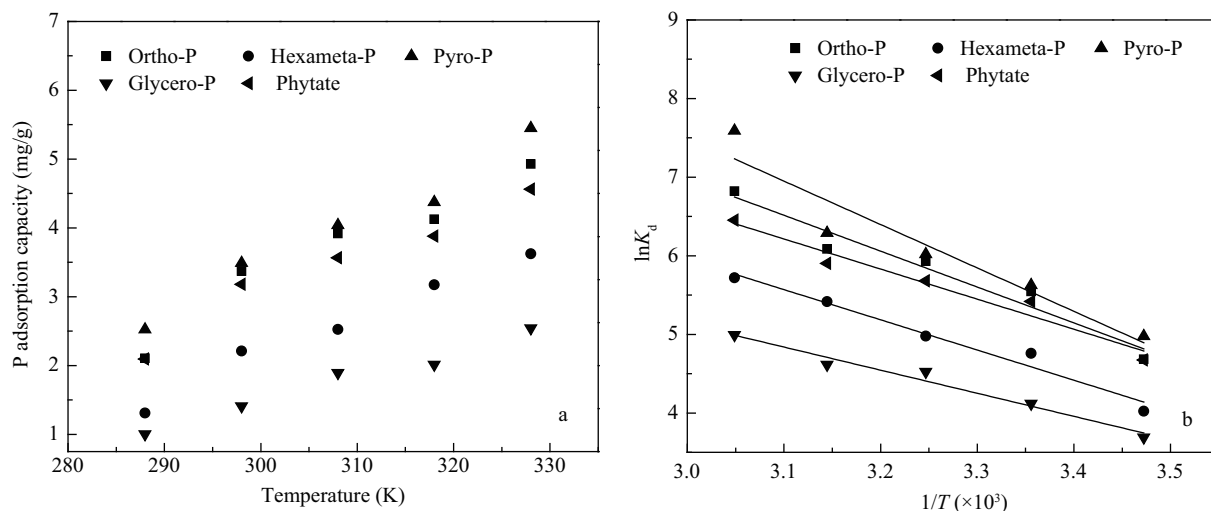 7
6
5
4
3
2
1
280
290
300
310
320
330
P adsorption capacity (mg/g)
Temperature (K)
Ortho-P
Hexameta-P
Pyro-P
Glycero-P
Phytate
a
9
8
7
6
5
4
3.0
3.1
3.2
3.3
3.4
3.5
lnKd
1/T (×10³)
Ortho-P
Hexameta-P
Pyro-P
Glycero-P
Phytate
b